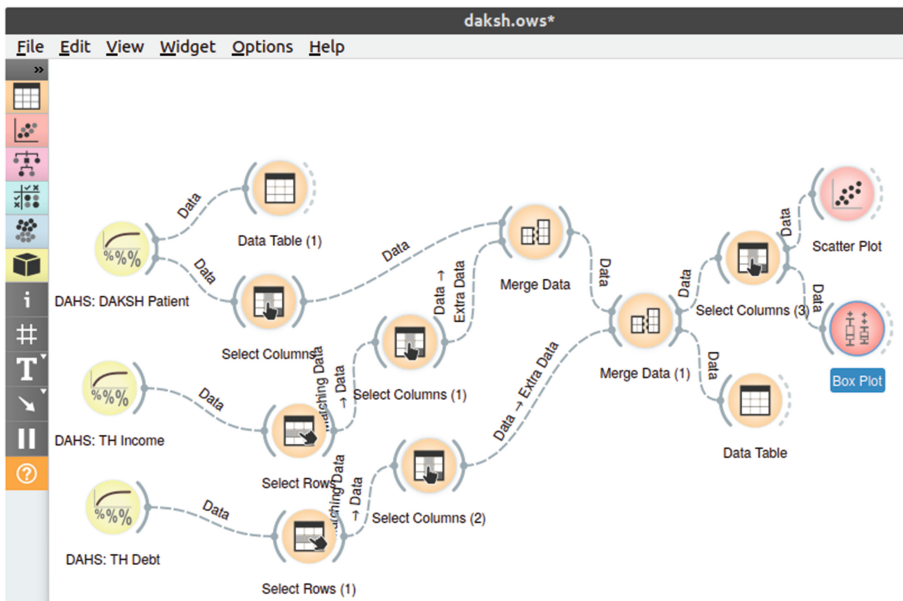 daksh.ows*
File Edit View Widget Options Help
»
Data
Data Table (1)
%%%
DAHS: DAKSH Patient
Data
Select Columns
Data
Merge Data
Data → Extra Data
Select Columns (1)
%%%
DAHS: TH Income
Data
Select Rows
→ Data
%%%
DAHS: TH Debt
Data
Select Rows (1)
→ Data
Select Columns (2)
Data → Extra Data
Data
Merge Data (1)
Data
Select Columns (3)
Data
Scatter Plot
Data
Box Plot
Data
Data Table
i
T
?